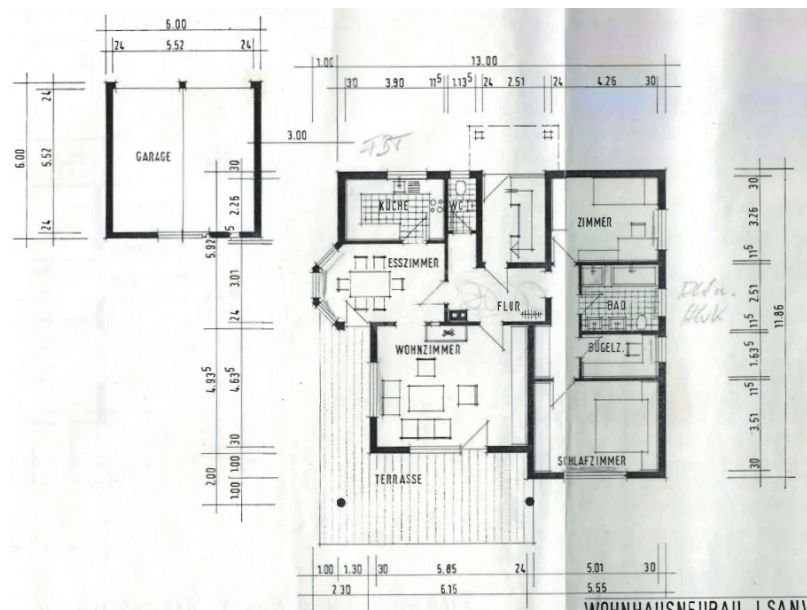 6.00
24 5.52 24
13.00
1.00
30 3.90 11⁵ 1.13⁵ 24 2.51 24 4.26 30
3.00
24
6.00 5.52
24
GARAGE
30
2.26
5.92⁵
3.01
24
4.93⁵ 4.63⁵
30
2.00 1.00
1.00
KÜCHE
WC
ZIMMER
ESSZIMMER
FLUR
BAD
WOHNZIMMER
BÜGELZ.
SCHLAFZIMMER
TERRASSE
30
3.26
11⁵
2.51
11.86
11⁵
1.63⁵
11⁵
3.51
30
1.00 1.30 30 5.85 24 5.01 30
2.30 6.15 5.55
WOHNHAUSNEUBAU